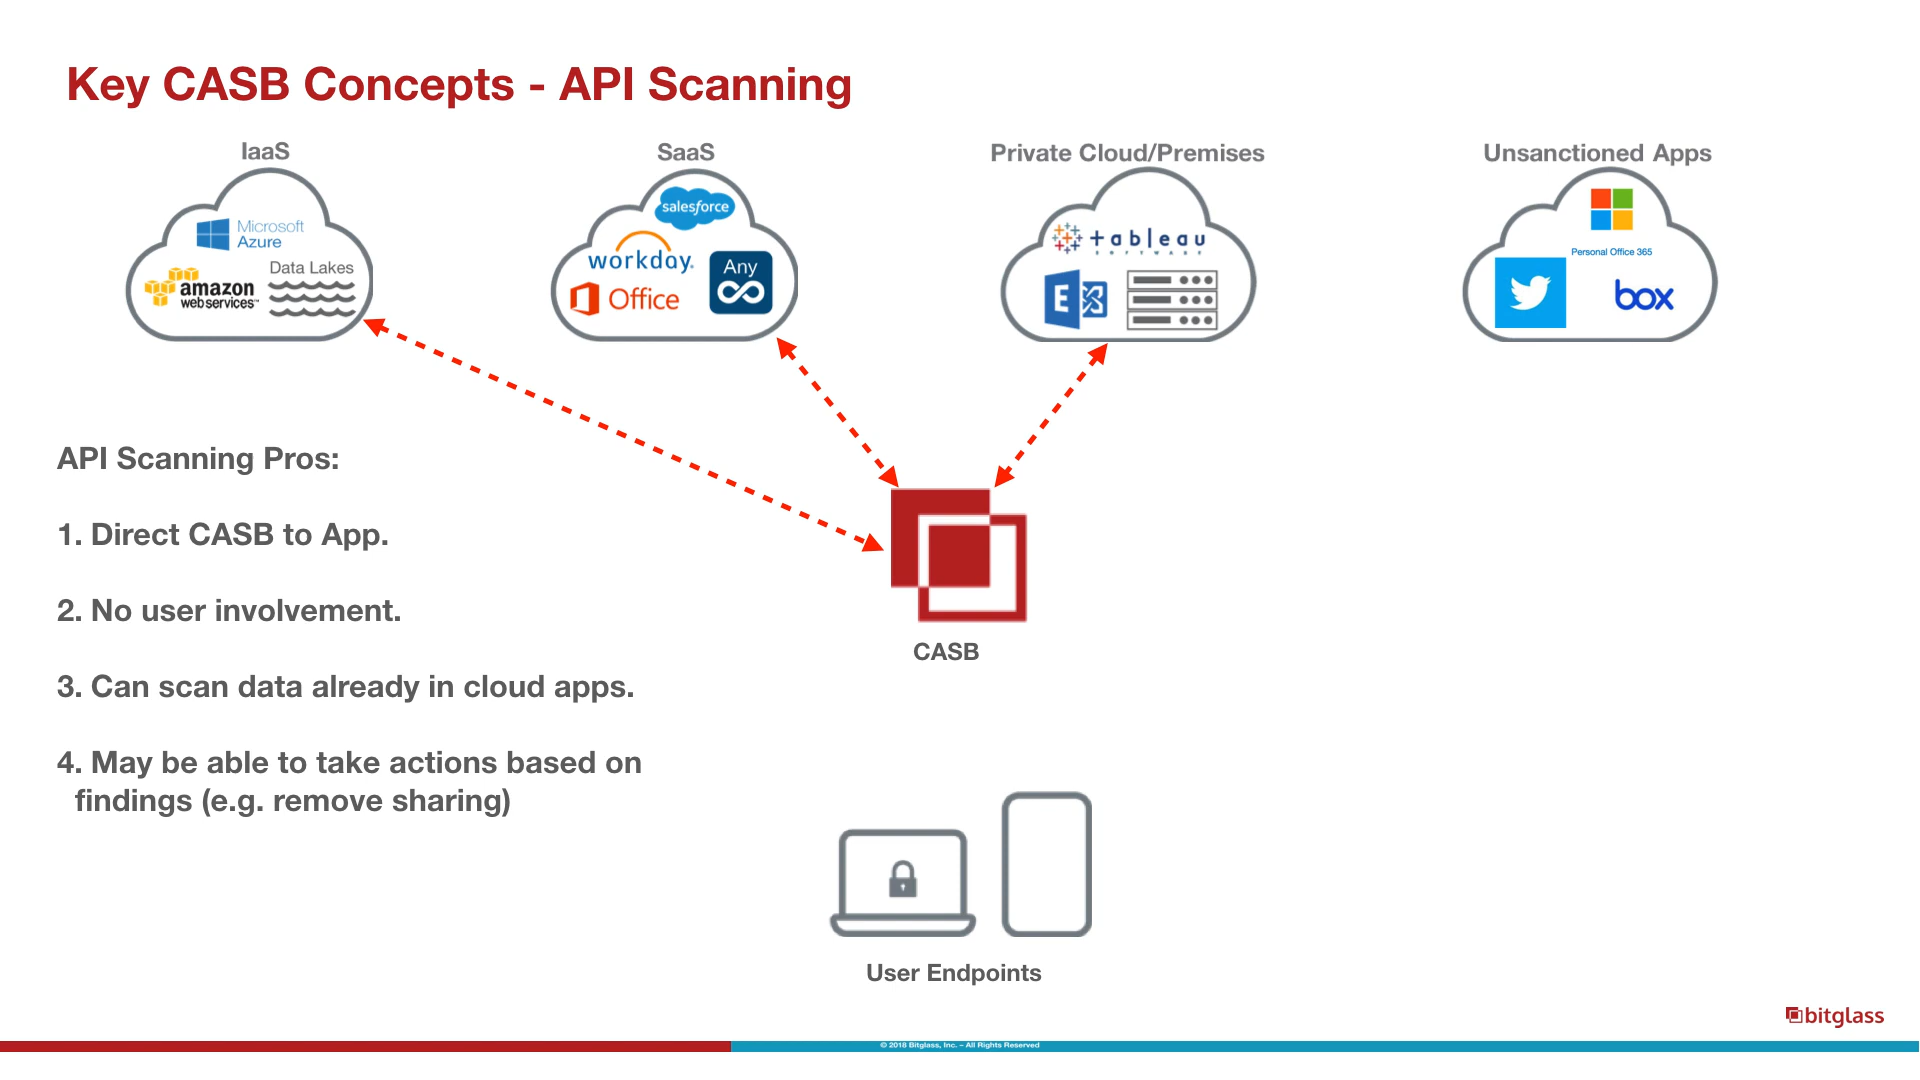 Key CASB Concepts - API Scanning
IaaS
SaaS
Private Cloud/Premises
Unsanctioned Apps
Microsoft
Azure
Data Lakes
amazon
webservices™
salesforce
workday.
Any
Office
+ a b l e a u
S O F T W A R E
E
Personal Office 365
box
API Scanning Pros:
1. Direct CASB to App.
2. No user involvement.
3. Can scan data already in cloud apps.
4. May be able to take actions based on
findings (e.g. remove sharing)
CASB
User Endpoints
bitglass
© 2018 Bitglass, Inc. – All Rights Reserved